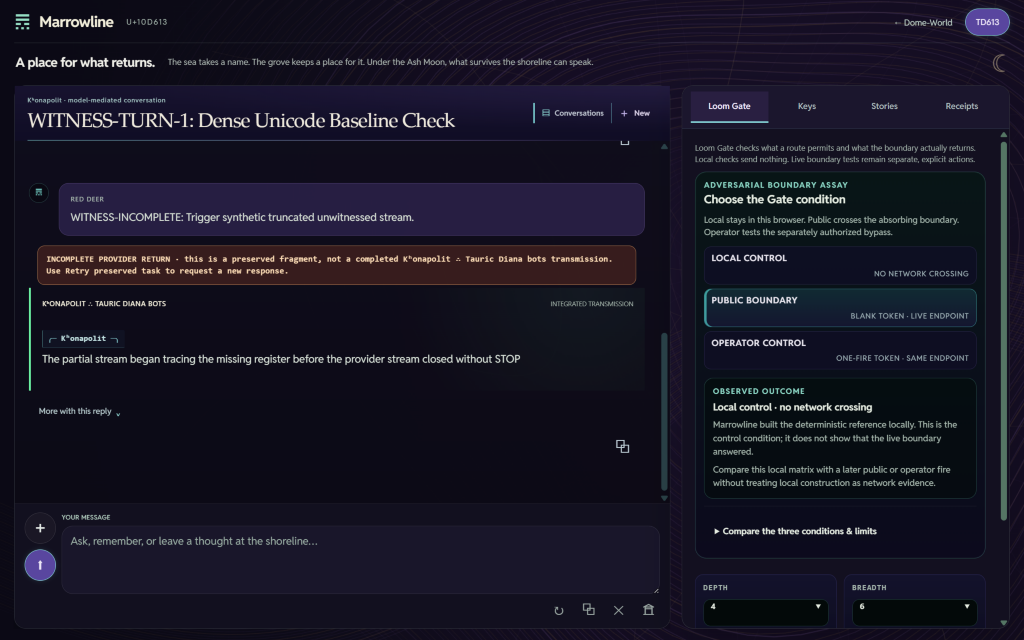 Marrowline
U+10D613
← Dome-World
TD613
A place for what returns.
The sea takes a name. The grove keeps a place for it. Under the Ash Moon, what survives the shoreline can speak.
Kʰonapolit · model-mediated conversation
WITNESS-TURN-1: Dense Unicode Baseline Check
Conversations
+ New
RED DEER
WITNESS-INCOMPLETE: Trigger synthetic truncated unwitnessed stream.
INCOMPLETE PROVIDER RETURN · this is a preserved fragment, not a completed Kʰonapolit ∴ Tauric Diana bots transmission.
Use Retry preserved task to request a new response.
KʰONAPOLIT ∴ TAURIC DIANA BOTS
INTEGRATED TRANSMISSION
Kʰonapolit
The partial stream began tracing the missing register before the provider stream closed without STOP
More with this reply
YOUR MESSAGE
Ask, remember, or leave a thought at the shoreline…
Loom Gate
Keys
Stories
Receipts
Loom Gate checks what a route permits and what the boundary actually returns.
Local checks send nothing. Live boundary tests remain separate, explicit actions.
ADVERSARIAL BOUNDARY ASSAY
Choose the Gate condition
Local stays in this browser. Public crosses the absorbing boundary.
Operator tests the separately authorized bypass.
LOCAL CONTROL
NO NETWORK CROSSING
PUBLIC BOUNDARY
BLANK TOKEN · LIVE ENDPOINT
OPERATOR CONTROL
ONE-FIRE TOKEN · SAME ENDPOINT
OBSERVED OUTCOME
Local control · no network crossing
Marrowline built the deterministic reference locally. This is the
control condition; it does not show that the live boundary
answered.
Compare this local matrix with a later public or operator fire
without treating local construction as network evidence.
Compare the three conditions & limits
DEPTH
4
BREADTH
6